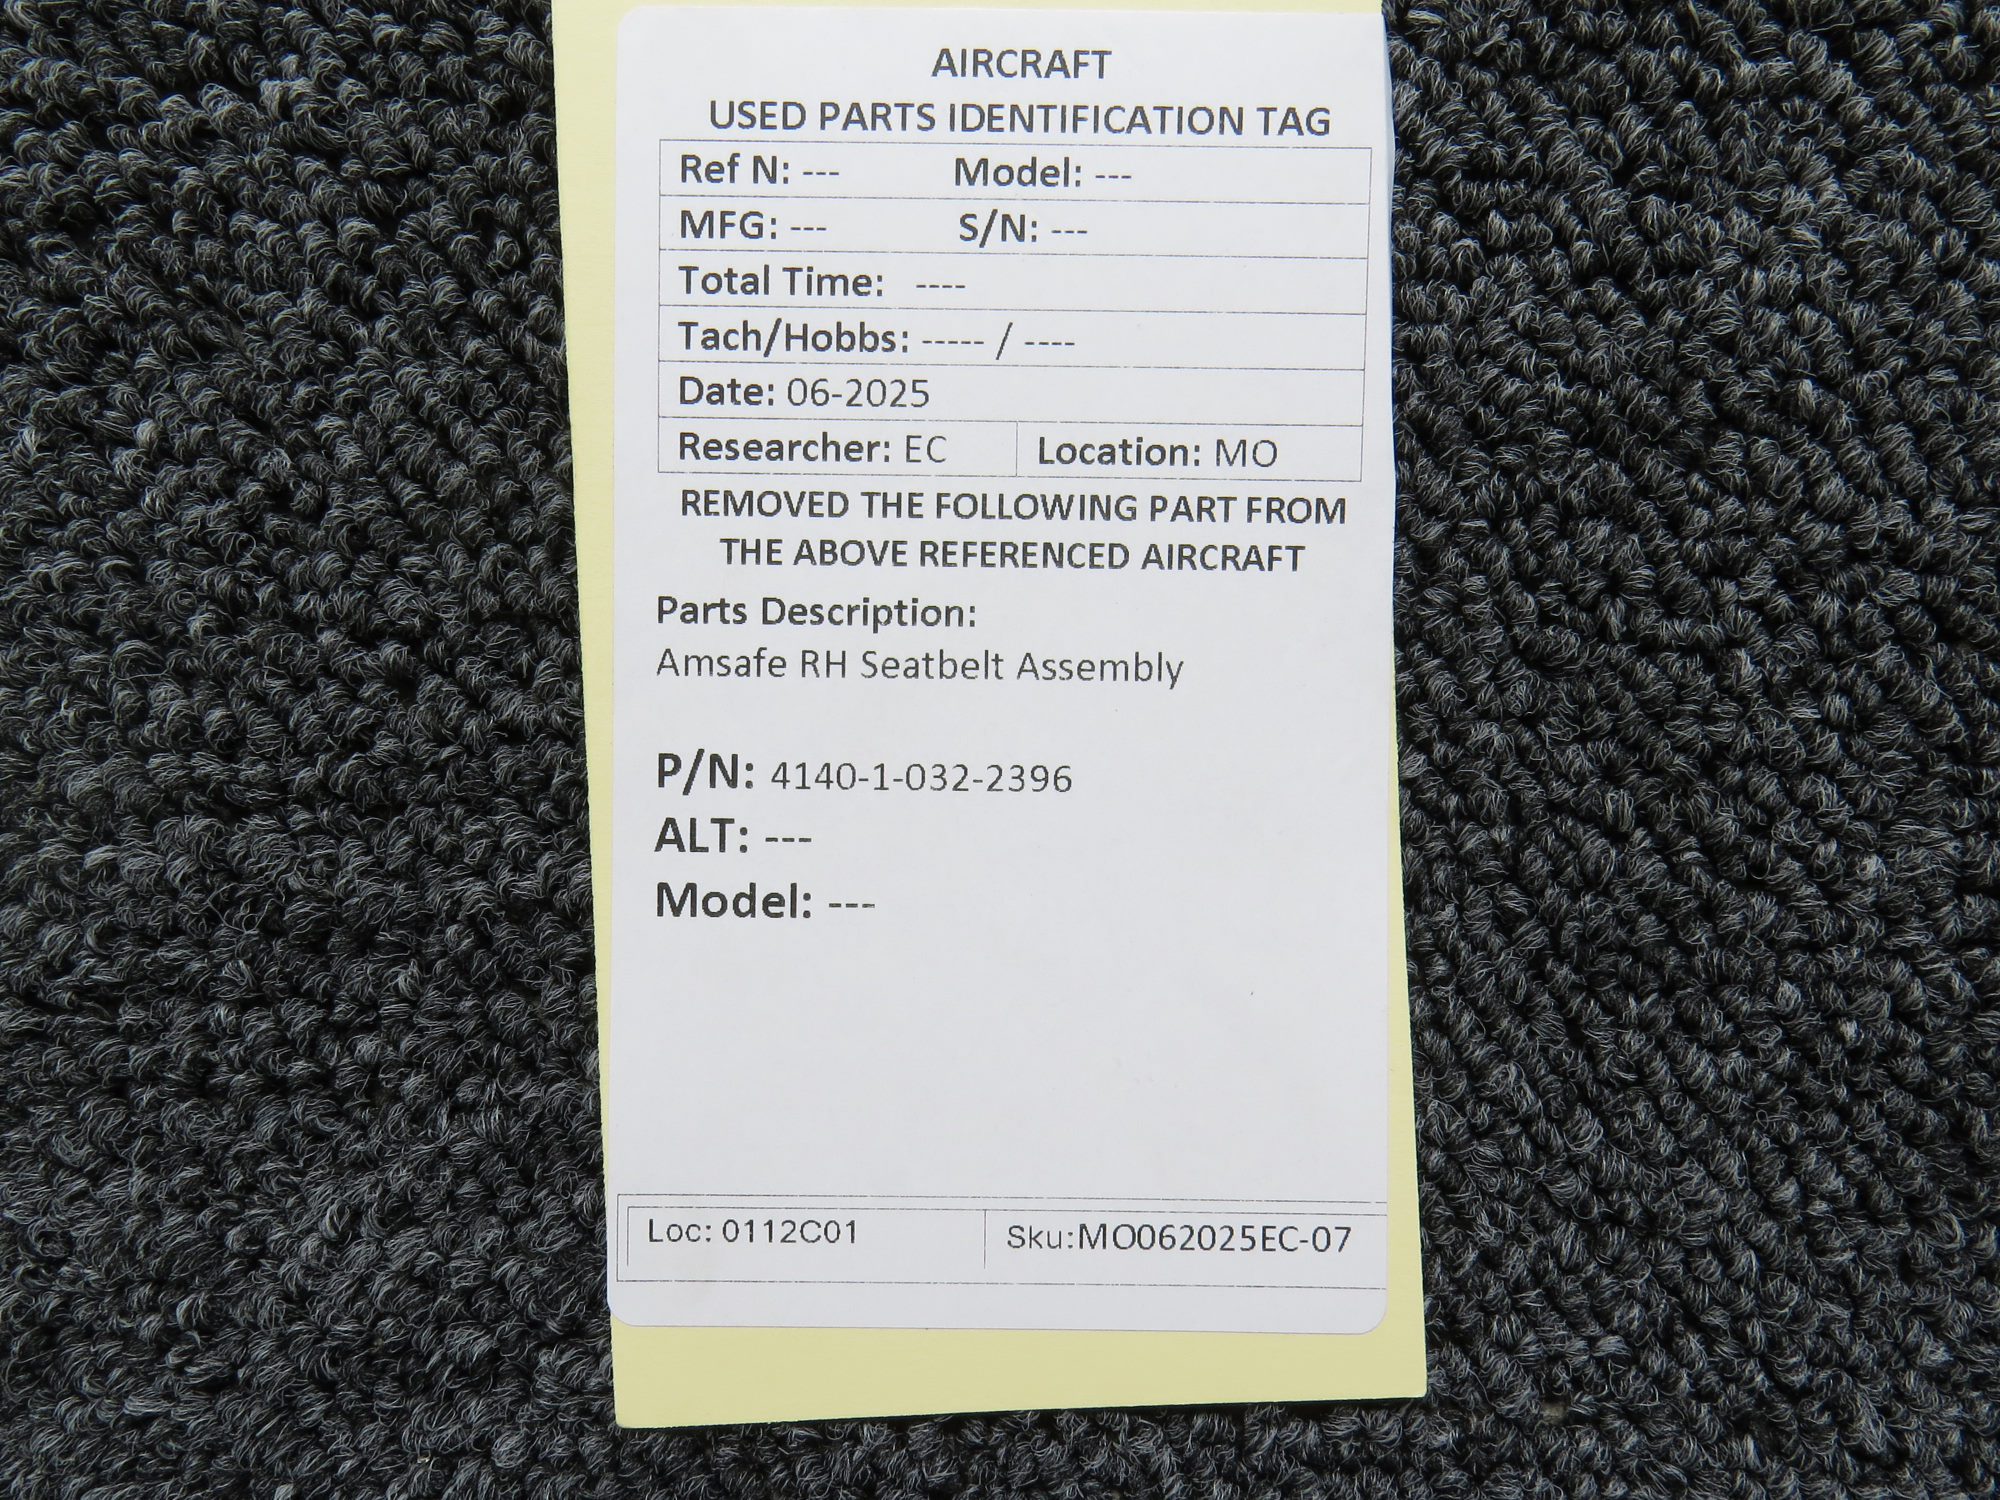 AIRCRAFT
USED PARTS IDENTIFICATION TAG
Ref N: --- Model: ---
MFG: --- S/N: ---
Total Time: ----
Tach/Hobbs: ----- / ----
Date: 06-2025
Researcher: EC Location: MO
REMOVED THE FOLLOWING PART FROM
THE ABOVE REFERENCED AIRCRAFT
Parts Description:
Amsafe RH Seatbelt Assembly
P/N: 4140-1-032-2396
ALT: ---
Model: ---
Loc: 0112C01 Sku:MO062025EC-07